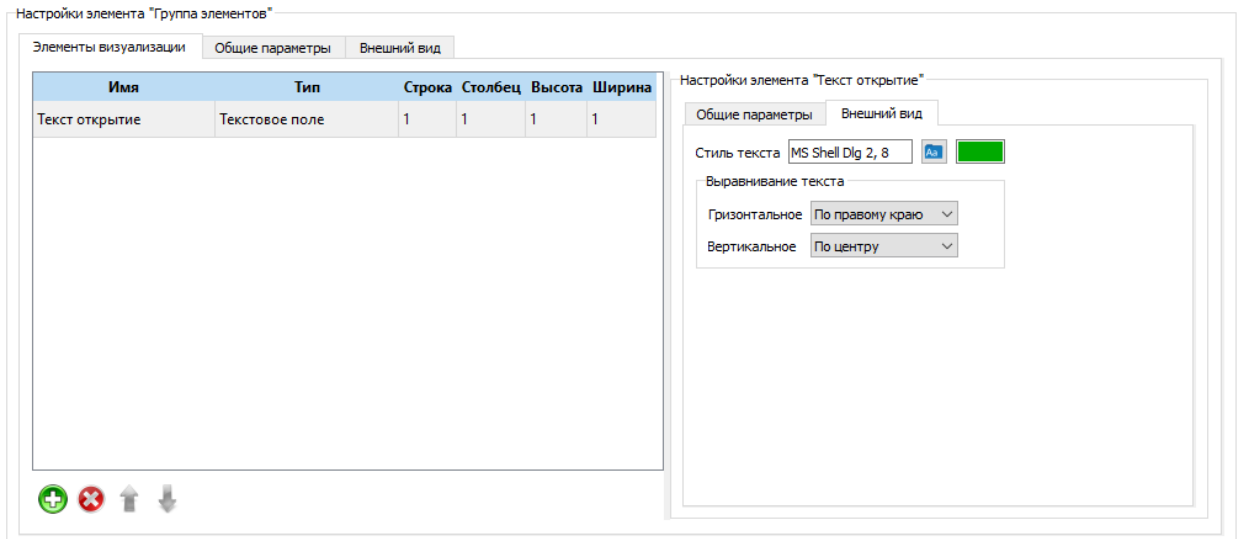 Настройки элемента "Группа элементов"
Элементы визуализации Общие параметры Внешний вид
Имя Тип Строка Столбец Высота Ширина
Текст открытие Текстовое поле 1 1 1 1
Настройки элемента "Текст открытие"
Общие параметры Внешний вид
Стиль текста MS Shell Dlg 2, 8 Aa
Выравнивание текста
Гризонтальное По правому краю
Вертикальное По центру